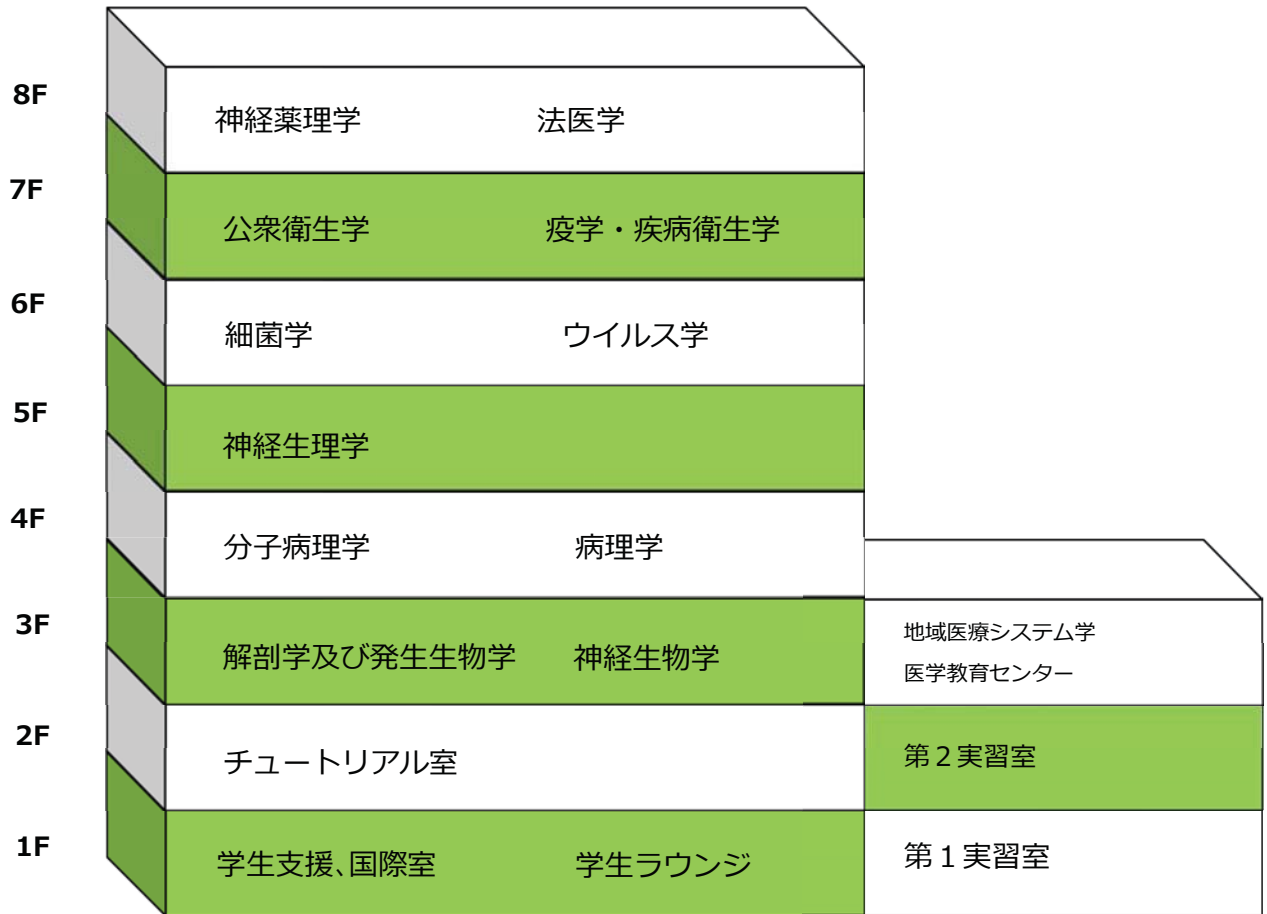 8F
神経薬理学 法医学
7F
公衆衛生学 疫学・疾病衛生学
6F
細菌学 ウイルス学
5F
神経生理学
4F
分子病理学 病理学
3F
解剖学及び発生生物学 神経生物学
地域医療システム学
医学教育センター
2F
チュートリアル室 第２実習室
1F
学生支援、国際室 学生ラウンジ 第１実習室